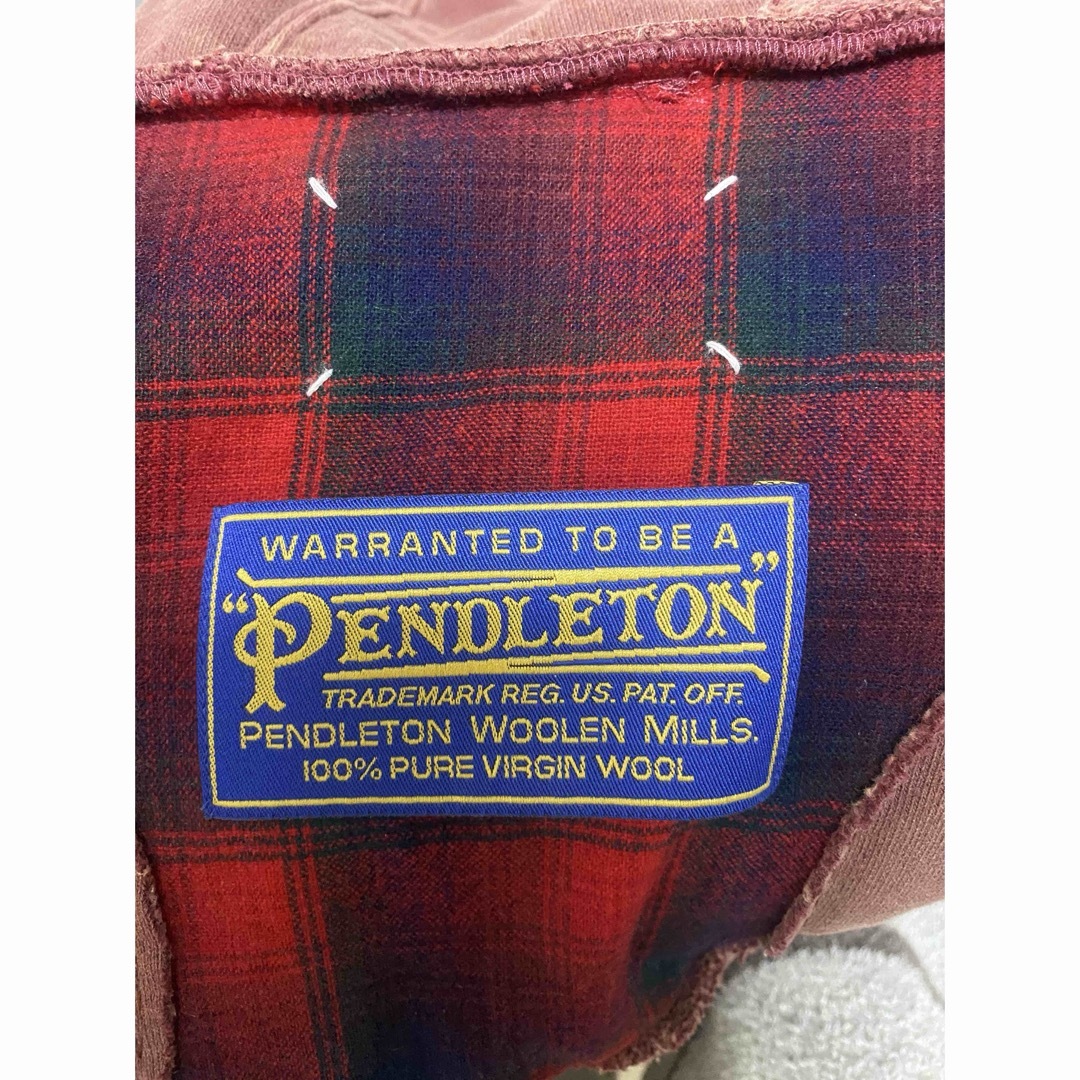 WARRANTED TO BE A
"PENDLETON"
TRADEMARK REG. US. PAT. OFF.
PENDLETON WOOLEN MILLS.
100% PURE VIRGIN WOOL